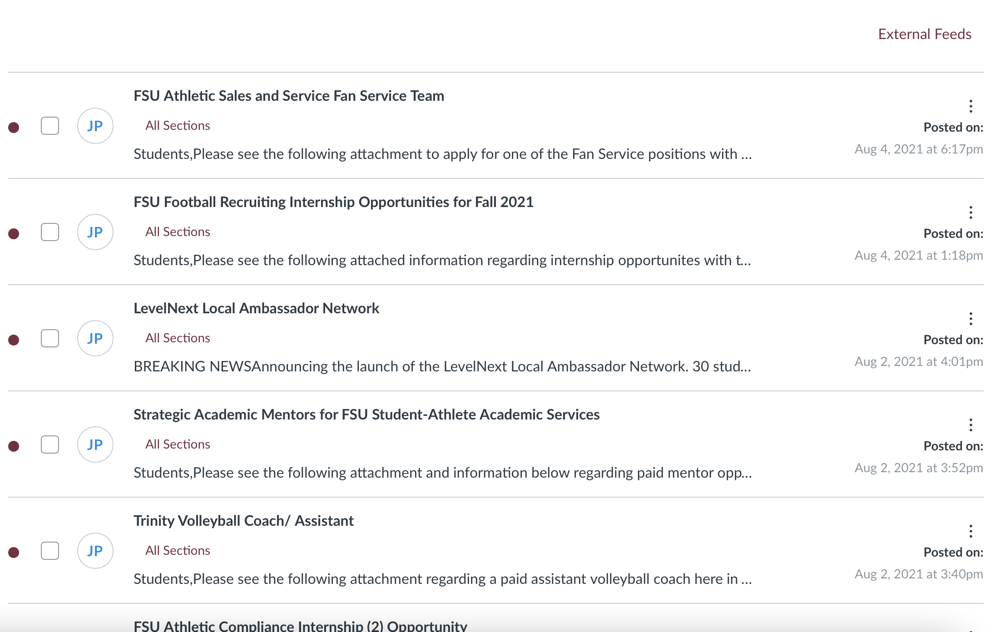 External Feeds
FSU Athletic Sales and Service Fan Service Team
JP
All Sections
Students,Please see the following attachment to apply for one of the Fan Service positions with ...
Posted on:
Aug 4, 2021 at 6:17pm
FSU Football Recruiting Internship Opportunities for Fall 2021
JP
All Sections
Students,Please see the following attached information regarding internship opportunites with t...
Posted on:
Aug 4, 2021 at 1:18pm
LevelNext Local Ambassador Network
JP
All Sections
BREAKING NEWSAnnouncing the launch of the LevelNext Local Ambassador Network. 30 stud...
Posted on:
Aug 2, 2021 at 4:01pm
Strategic Academic Mentors for FSU Student-Athlete Academic Services
JP
All Sections
Students,Please see the following attachment and information below regarding paid mentor opp...
Posted on:
Aug 2, 2021 at 3:52pm
Trinity Volleyball Coach/ Assistant
JP
All Sections
Students,Please see the following attachment regarding a paid assistant volleyball coach here in ...
Posted on:
Aug 2, 2021 at 3:40pm
FSU Athletic Compliance Internship (2) Opportunity